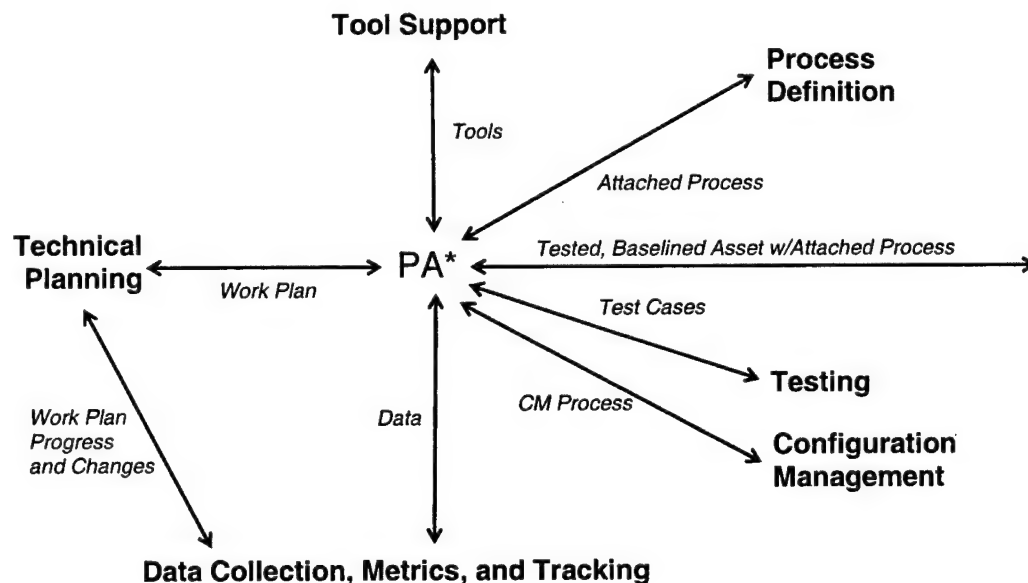 Tool Support
Process
Definition
Tools
Attached Process
Technical
Planning
PA*
Tested, Baselined Asset w/Attached Process
Work Plan
Test Cases
Testing
Work Plan
Progress
and Changes
Data
CM Process
Configuration
Management
Data Collection, Metrics, and Tracking